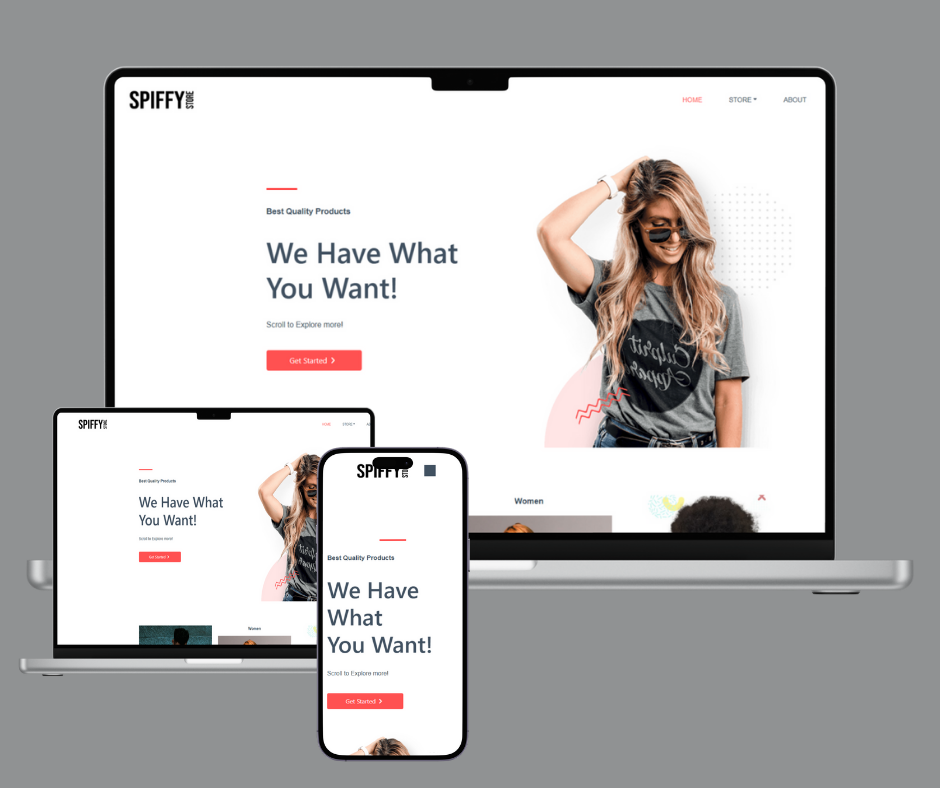 SPIFFY STORE
HOME STORE ABOUT
Best Quality Products
We Have What
You Want!
Scroll to Explore more!
Get Started
Culprit
Apparel
Women
SPIFFY STORE
HOME STORE
Best Quality Products
We Have What
You Want!
Scroll to Explore more!
Get Started
Women
SPIFFY
Best Quality Products
We Have
What
You Want!
Scroll to Explore more!
Get Started